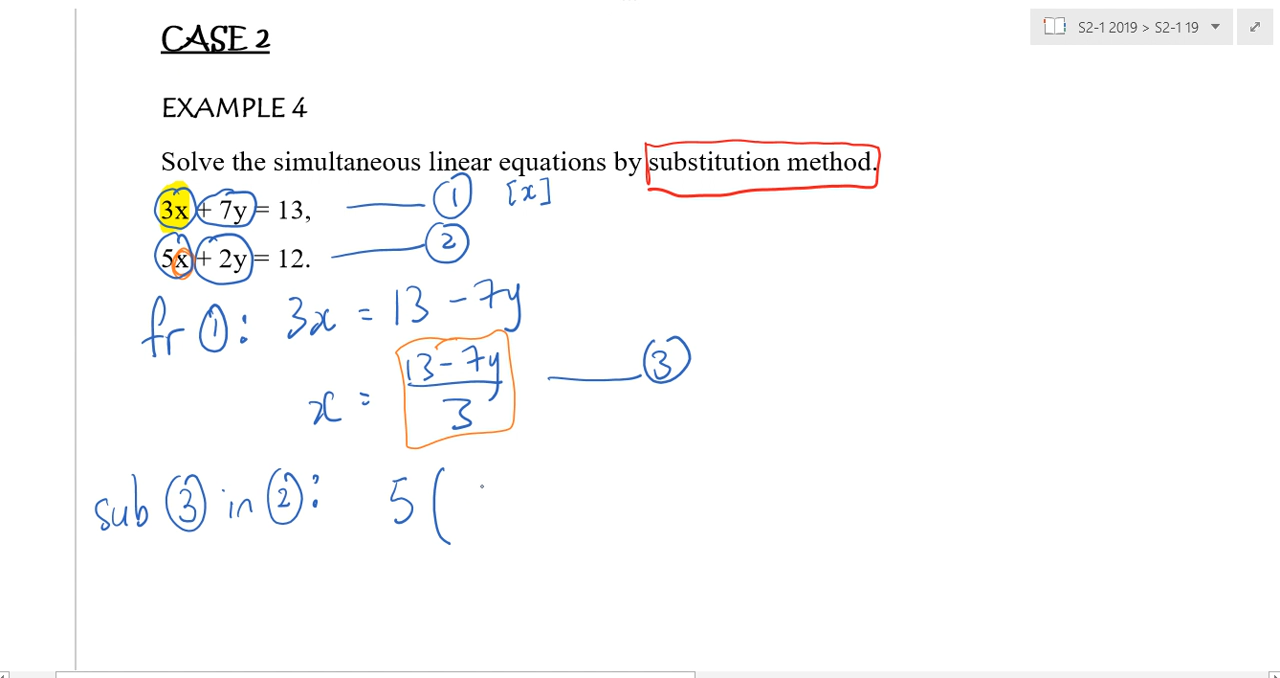 S2-1 2019 > S2-1 19
CASE 2
EXAMPLE 4
Solve the simultaneous linear equations by substitution method.
3x + 7y = 13, ① [x]
5x + 2y = 12. ②
fr ①: 3x = 13 - 7y
x = (13 - 7y)/3 ③
sub ③ in ②: 5 (